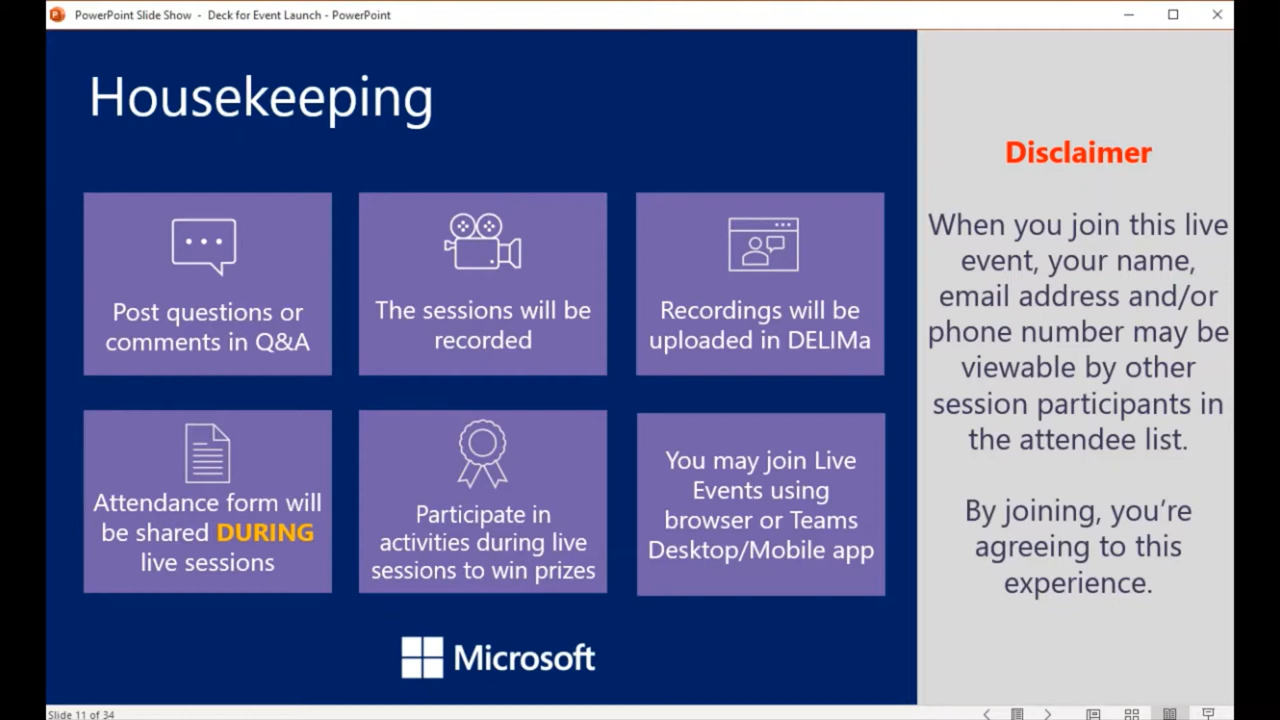 PowerPoint Slide Show - Deck for Event Launch - PowerPoint
Housekeeping
Post questions or
comments in Q&A
The sessions will be
recorded
Recordings will be
uploaded in DELIMa
Attendance form will
be shared DURING
live sessions
Participate in
activities during live
sessions to win prizes
You may join Live
Events using
browser or Teams
Desktop/Mobile app
Microsoft
Disclaimer
When you join this live
event, your name,
email address and/or
phone number may be
viewable by other
session participants in
the attendee list.
By joining, you’re
agreeing to this
experience.
Slide 11 of 34